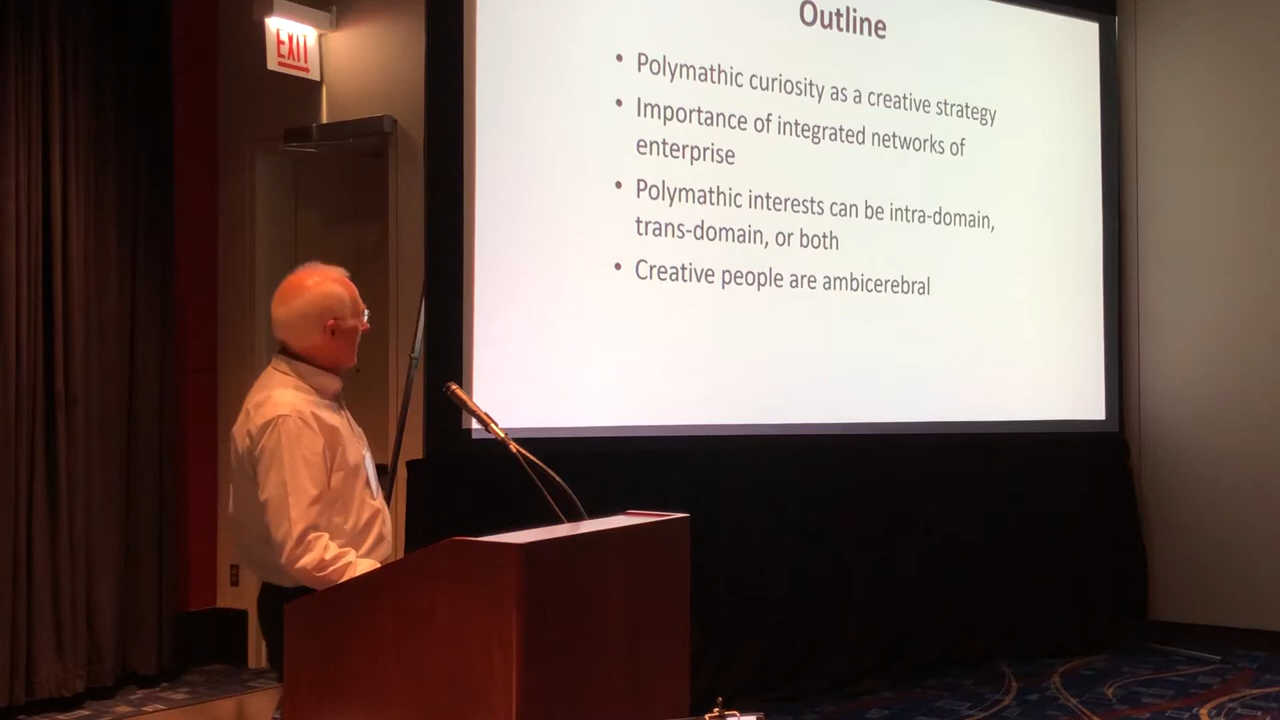 EXIT
Outline
• Polymathic curiosity as a creative strategy
• Importance of integrated networks of
enterprise
• Polymathic interests can be intra-domain,
trans-domain, or both
• Creative people are ambicerebral